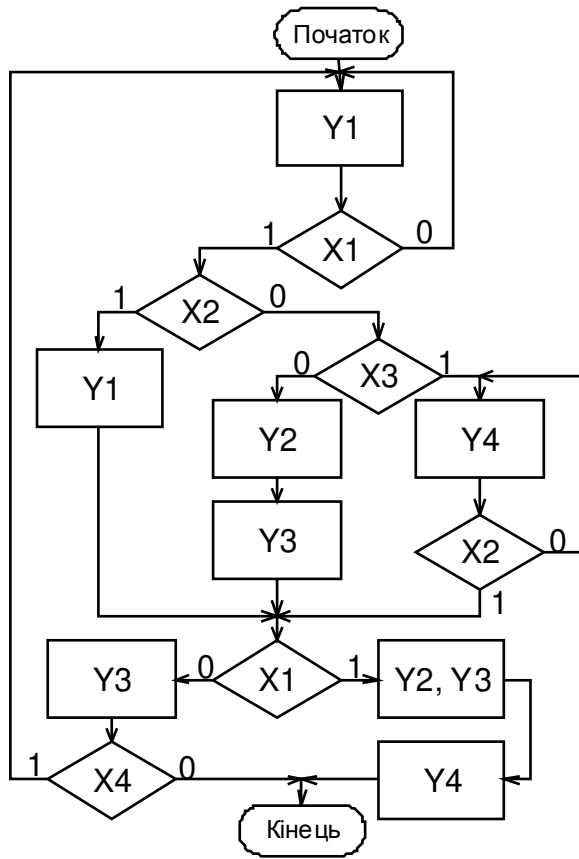 Початок
Y1
1 X1 0
1 X2 0
Y1
0 X3 1
Y2
Y4
Y3
X2 0
1
Y3
0 X1 1
Y2, Y3
1 X4 0
Y4
Кінець